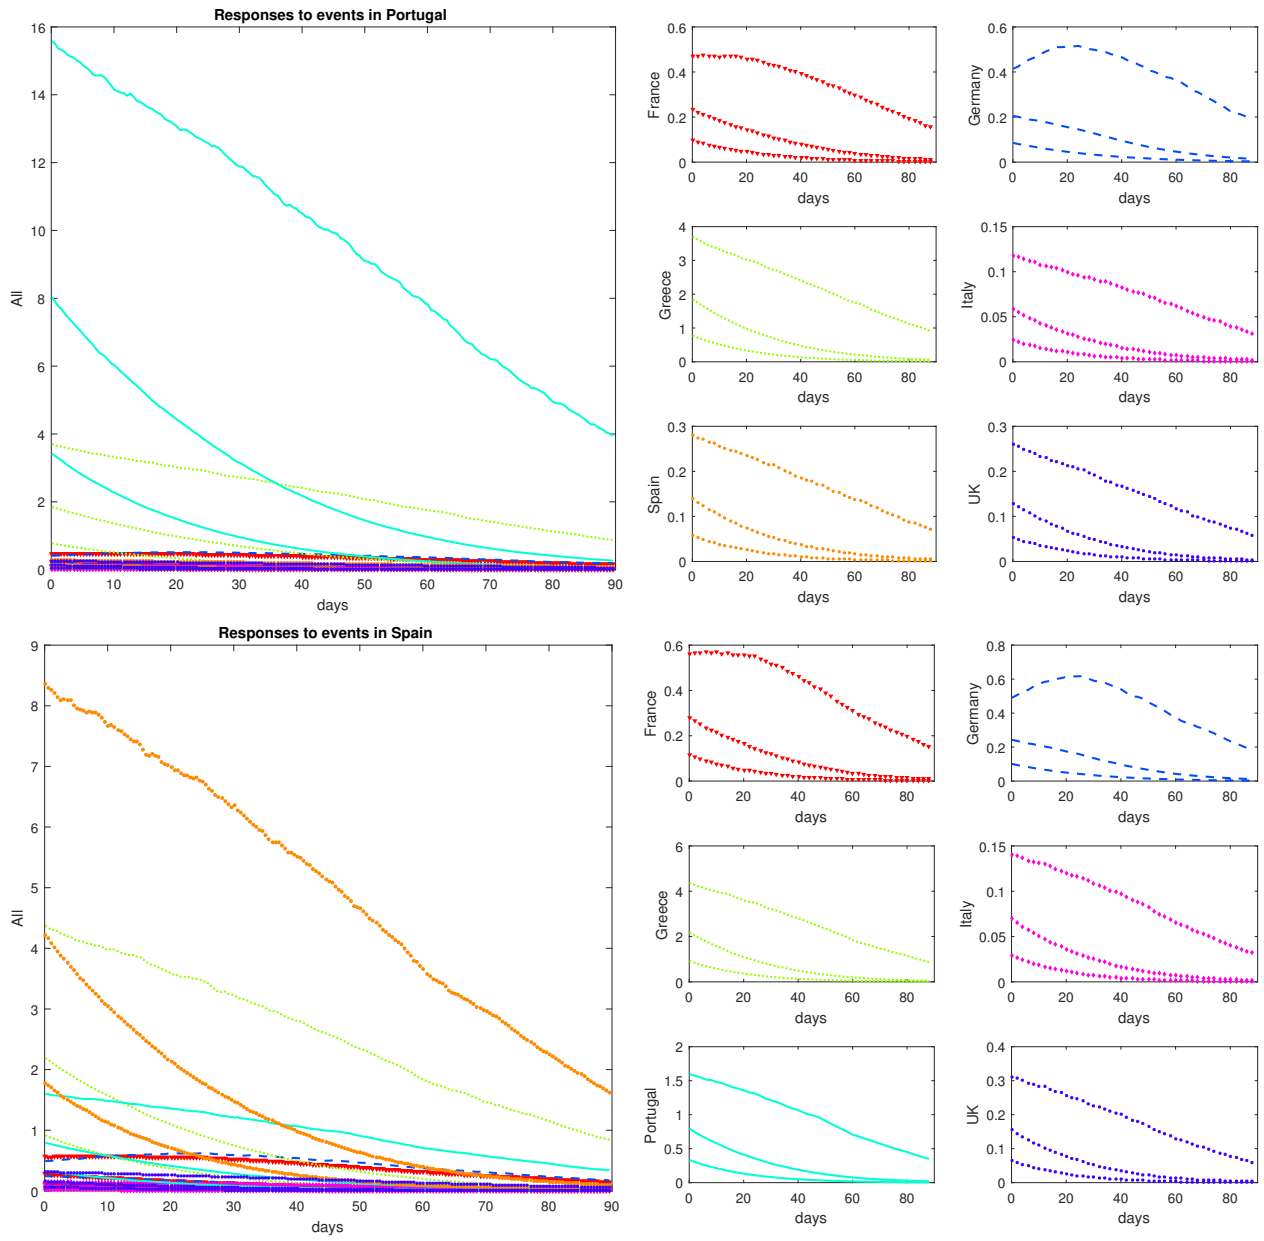 Responses to events in Portugal
16
14
12
10
8
6
4
2
0
All
0 10 20 30 40 50 60 70 80 90
days
0.6
0.4
0.2
0
France
0 20 40 60 80
days
0.6
0.4
0.2
0
Germany
0 20 40 60 80
days
4
3
2
1
0
Greece
0 20 40 60 80
days
0.15
0.1
0.05
0
Italy
0 20 40 60 80
days
0.3
0.2
0.1
0
Spain
0 20 40 60 80
days
0.3
0.2
0.1
0
UK
0 20 40 60 80
days
Responses to events in Spain
9
8
7
6
5
4
3
2
1
0
All
0 10 20 30 40 50 60 70 80 90
days
0.6
0.4
0.2
0
France
0 20 40 60 80
days
0.8
0.6
0.4
0.2
0
Germany
0 20 40 60 80
days
6
4
2
0
Greece
0 20 40 60 80
days
0.15
0.1
0.05
0
Italy
0 20 40 60 80
days
2
1.5
1
0.5
0
Portugal
0 20 40 60 80
days
0.4
0.3
0.2
0.1
0
UK
0 20 40 60 80
days